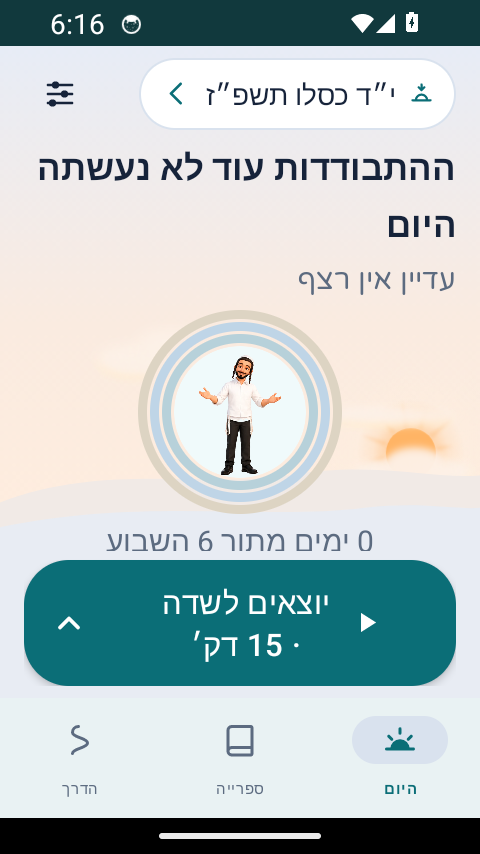 6:16
י״ד כסלו תשפ״ז
ההתבודדות עוד לא נעשתה
היום
עדיין אין רצף
0 ימים מתוך 6 השבוע
יוצאים לשדה
· 15 דק׳
היום
ספרייה
הדרך